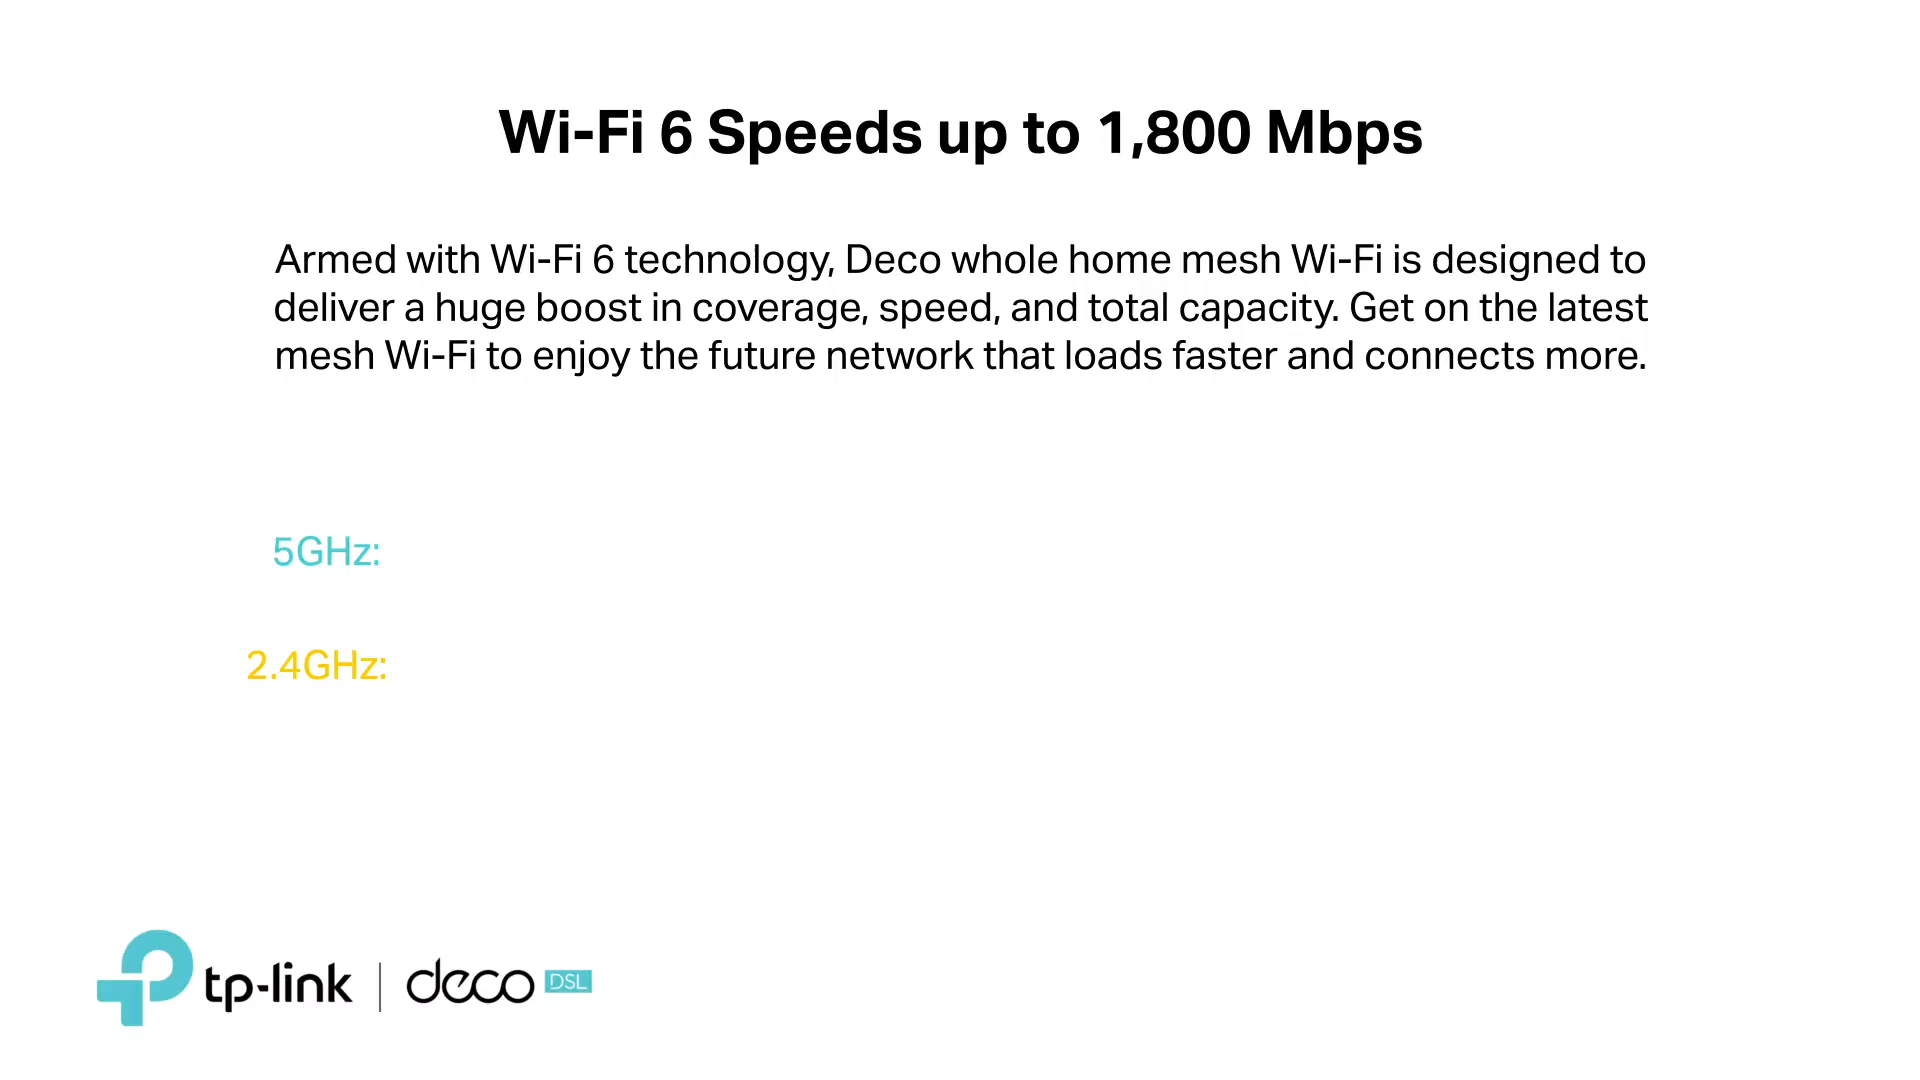 Wi-Fi 6 Speeds up to 1,800 Mbps
Armed with Wi-Fi 6 technology, Deco whole home mesh Wi-Fi is designed to
deliver a huge boost in coverage, speed, and total capacity. Get on the latest
mesh Wi-Fi to enjoy the future network that loads faster and connects more.
5GHz:
2.4GHz:
tp-link | deco DSL